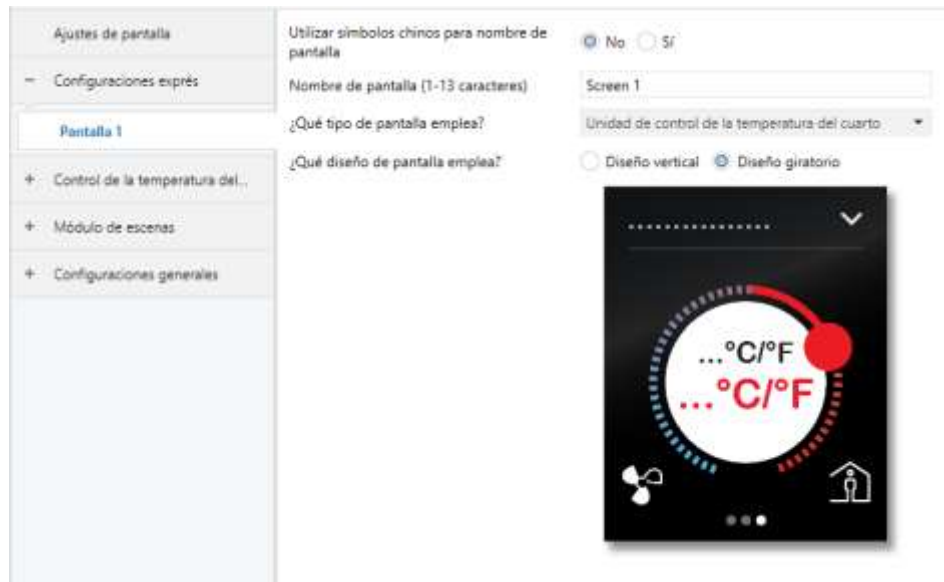 Ajustes de pantalla
Configuraciones exprés
Pantalla 1
Control de la temperatura del...
Módulo de escenas
Configuraciones generales
Utilizar símbolos chinos para nombre de
pantalla
No Sí
Nombre de pantalla (1-13 caracteres)
Screen 1
¿Qué tipo de pantalla emplea?
Unidad de control de la temperatura del cuarto
¿Qué diseño de pantalla emplea?
Diseño vertical Diseño giratorio
...°C/°F
...°C/°F